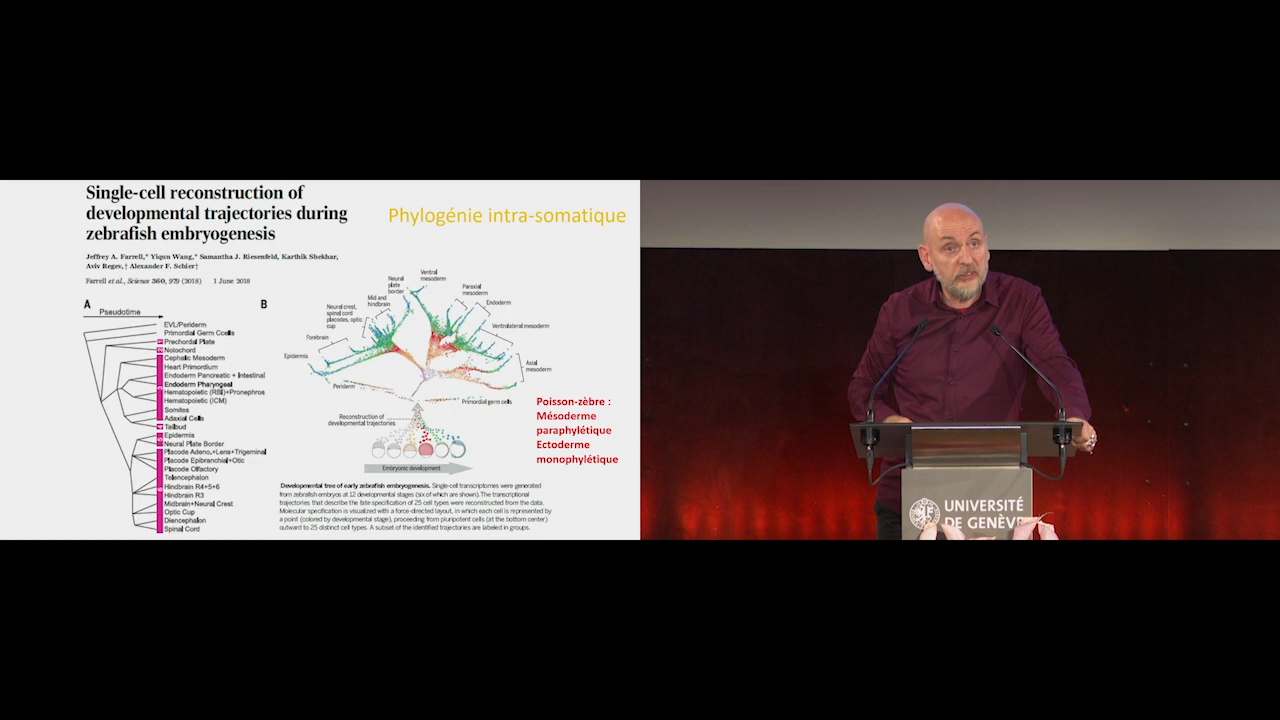 Single-cell reconstruction of
developmental trajectories during
zebrafish embryogenesis
Phylogénie intra-somatique
Jeffrey A. Farrell,* Yiqun Wang,* Samantha J. Riesenfeld, Karthik Shekhar,
Aviv Regev,† Alexander F. Schier†
Farrell et al., Science 360, 979 (2018) 1 June 2018
A
Pseudotime
EVL/Periderm
Primordial Germ Ccells
Prechordal Plate
Notochord
Cephalic Mesoderm
Heart Primordium
Endoderm Pancreatic + Intestinal
Endoderm Pharyngeal
Hematopoietic (RBI)+Pronephros
Hematopoietic (ICM)
Somites
Adaxial Cells
Tailbud
Epidermis
Neural Plate Border
Placode Adeno.+Lens+Trigeminal
Placode Epibranchial+Otic
Placode Olfactory
Telencephalon
Hindbrain R4+5+6
Hindbrain R3
Midbrain+Neural Crest
Optic Cup
Diencephalon
Spinal Cord
B
Ventral
mesoderm
Neural
plate
border
Paraxial
mesoderm
Mid and
hindbrain
Endoderm
Neural crest,
spinal cord
placodes, optic
cup
Ventrolateral mesoderm
Forebrain
Epidermis
Axial
mesoderm
Periderm
Primordial germ cells
Reconstruction of
developmental trajectories
Embryonic development
Poisson-zèbre :
Mésoderme
paraphylétique
Ectoderme
monophylétique
Developmental tree of early zebrafish embryogenesis. Single-cell transcriptomes were generated
from zebrafish embryos at 12 developmental stages (six of which are shown). The transcriptional
trajectories that describe the fate specification of 25 cell types were reconstructed from the data.
Molecular specification is visualized with a force-directed layout, in which each cell is represented by
a point (colored by developmental stage), proceeding from pluripotent cells (at the bottom center)
outward to 25 distinct cell types. A subset of the identified trajectories are labeled in groups.
UNIVERSITÉ
DE GENÈVE